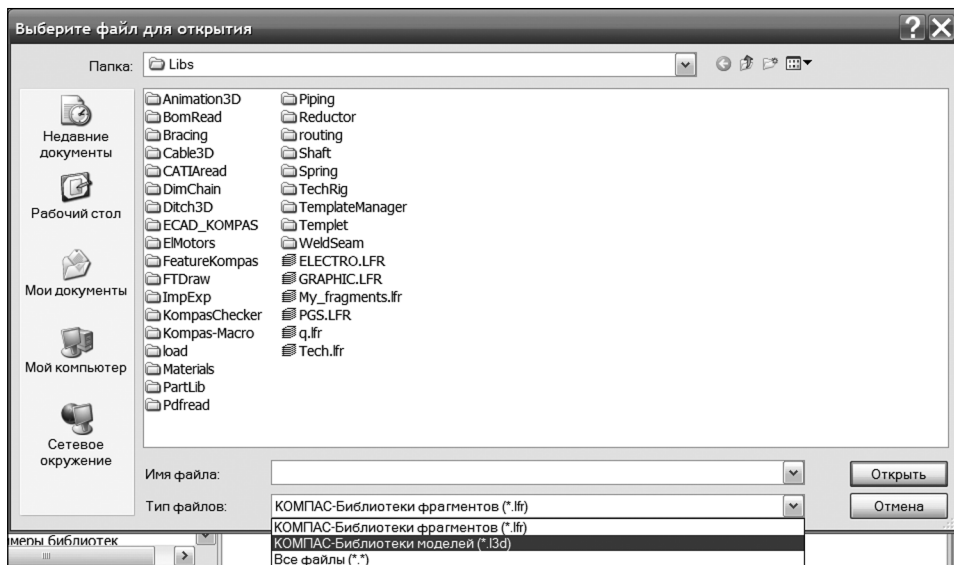 Выберите файл для открытия
Папка: Libs
Недавние
документы
Рабочий стол
Мои документы
Мой компьютер
Сетевое
окружение
Animation3D
BomRead
Bracing
Cable3D
CATIAread
DimChain
Ditch3D
ECAD_KOMPAS
ElMotors
FeatureKompas
FTDraw
ImpExp
KompasChecker
Kompas-Macro
load
Materials
PartLib
Pdfread
Piping
Reductor
routing
Shaft
Spring
TechRig
TemplateManager
Templet
WeldSeam
ELECTRO.LFR
GRAPHIC.LFR
My_fragments.lfr
PGS.LFR
q.lfr
Tech.lfr
Имя файла:
Открыть
Тип файлов: КОМПАС-Библиотеки фрагментов (*.lfr)
Отмена
КОМПАС-Библиотеки фрагментов (*.lfr)
КОМПАС-Библиотеки моделей (*.l3d)
Все файлы (*.*)
меры библиотек